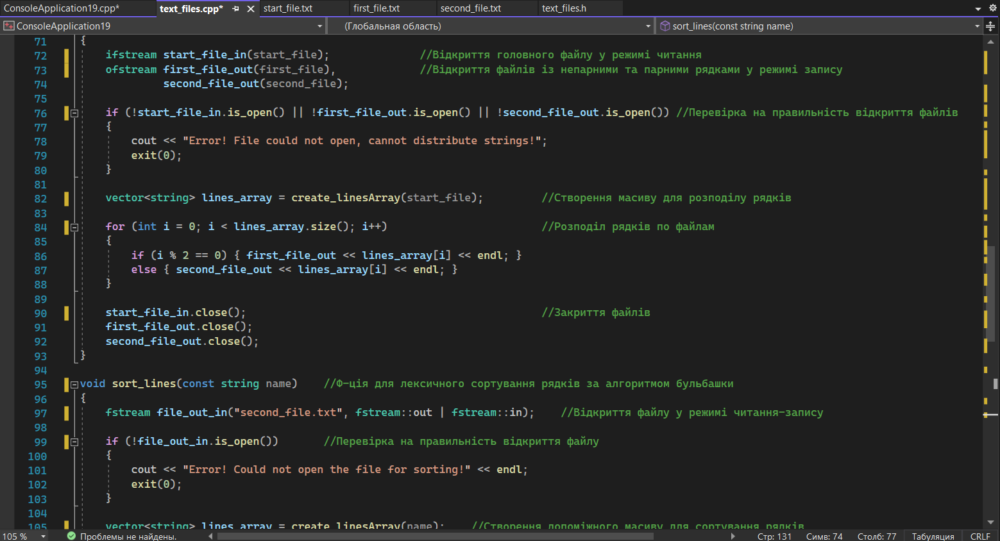 ConsoleApplication19.cpp* text_files.cpp* start_file.txt first_file.txt second_file.txt text_files.h
ConsoleApplication19 (Глобальная область) sort_lines(const string name)
71 {
72 ifstream start_file_in(start_file); //Відкриття головного файлу у режимі читання
73 ofstream first_file_out(first_file), //Відкриття файлів із непарними та парними рядками у режимі запису
74 second_file_out(second_file);
75
76 if (!start_file_in.is_open() || !first_file_out.is_open() || !second_file_out.is_open()) //Перевірка на правильність відкриття файлів
77 {
78 cout << "Error! File could not open, cannot distribute strings!";
79 exit(0);
80 }
81
82 vector<string> lines_array = create_linesArray(start_file); //Створення масиву для розподілу рядків
83
84 for (int i = 0; i < lines_array.size(); i++) //Розподіл рядків по файлам
85 {
86 if (i % 2 == 0) { first_file_out << lines_array[i] << endl; }
87 else { second_file_out << lines_array[i] << endl; }
88 }
89
90 start_file_in.close(); //Закриття файлів
91 first_file_out.close();
92 second_file_out.close();
93 }
94
95 void sort_lines(const string name) //Ф-ція для лексичного сортування рядків за алгоритмом бульбашки
96 {
97 fstream file_out_in("second_file.txt", fstream::out | fstream::in); //Відкриття файлу у режимі читання-запису
98
99 if (!file_out_in.is_open()) //Перевірка на правильність відкриття файлу
100 {
101 cout << "Error! Could not open the file for sorting!" << endl;
102 exit(0);
103 }
104
105 vector<string> lines_array = create_linesArray(name); //Створення допоміжного масиву для сортування рядків
105 % Проблемы не найдены. Стр: 131 Симв: 74 Столб: 77 Табуляция CRLF